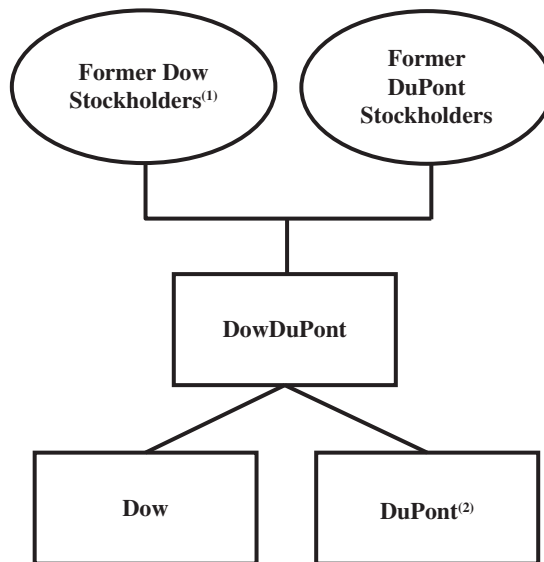 Former Dow
Stockholders(1)
Former
DuPont
Stockholders
DowDuPont
Dow
DuPont(2)